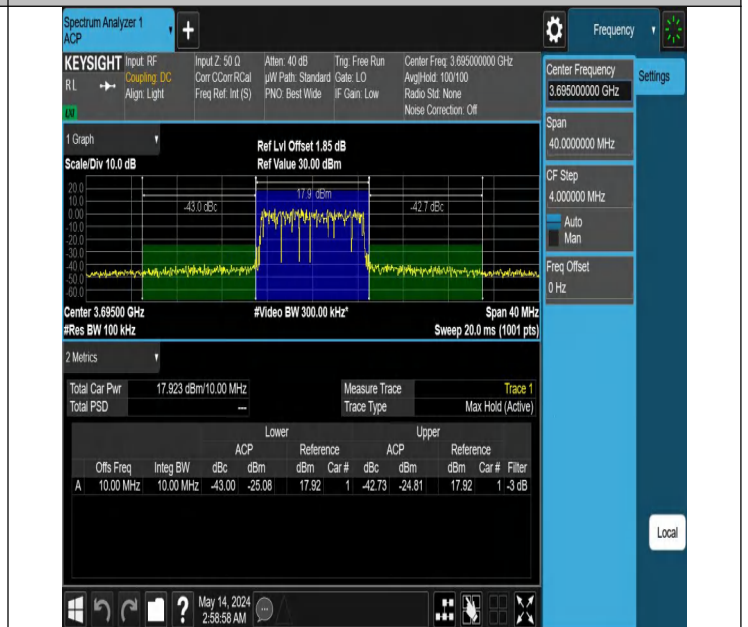 Spectrum Analyzer 1
ACP
Frequency
KEYSIGHT Input: RF Input Z: 50 Ω Atten: 40 dB Trig: Free Run Center Freq: 3.695000000 GHz
RL Coupling: DC Corr CCorr RCal µW Path: Standard Gate: LO Avg|Hold: 100/100
Align: Light Freq Ref: Int (S) PNO: Best Wide IF Gain: Low Radio Std: None
Noise Correction: Off
Center Frequency
3.695000000 GHz
Settings
Span
40.0000000 MHz
CF Step
4.000000 MHz
Auto
Man
Freq Offset
0 Hz
Local
1 Graph
Ref Lvl Offset 1.85 dB
Scale/Div 10.0 dB Ref Value 30.00 dBm
20.0
10.0
0.00
-10.0
-20.0
-30.0
-40.0
-50.0
-60.0
-43.0 dBc 17.9 dBm -42.7 dBc
Center 3.69500 GHz #Video BW 300.00 kHz* Span 40 MHz
#Res BW 100 kHz Sweep 20.0 ms (1001 pts)
2 Metrics
Total Car Pwr 17.923 dBm/10.00 MHz Measure Trace Trace 1
Total PSD --- Trace Type Max Hold (Active)
Lower Upper
ACP Reference ACP Reference
Offs Freq Integ BW dBc dBm dBm Car # dBc dBm dBm Car # Filter
A 10.00 MHz 10.00 MHz -43.00 -25.08 17.92 1 -42.73 -24.81 17.92 1 -3 dB
May 14, 2024
2:58:58 AM